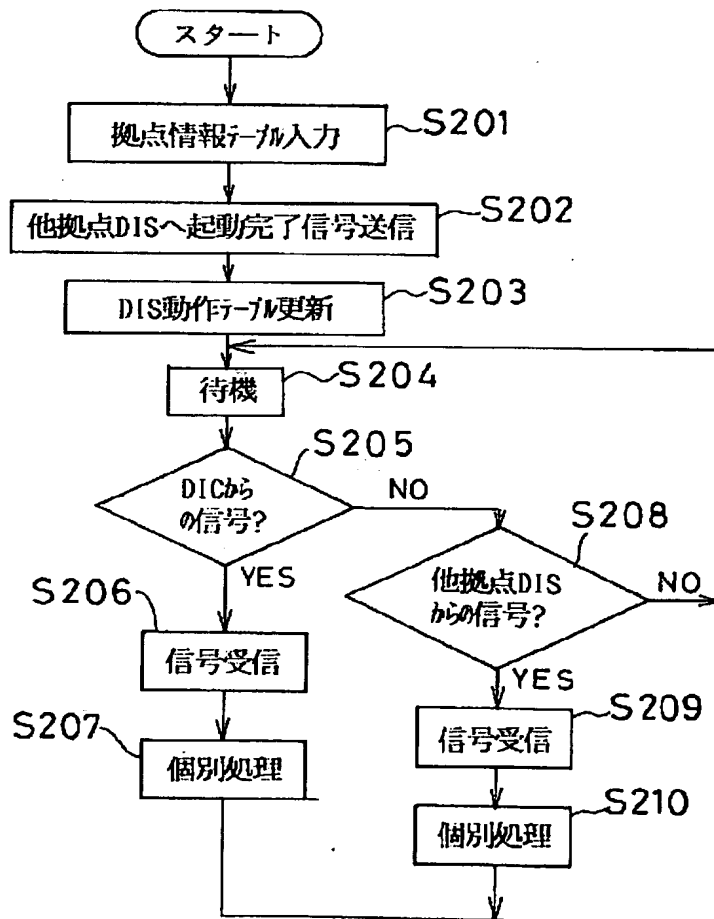 スタート
拠点情報テーブル入力
S201
他拠点DISへ起動完了信号送信
S202
DIS動作テーブル更新
S203
待機
S204
S205
DICから
の信号?
NO
YES
S208
他拠点DIS
からの信号?
NO
YES
S206
信号受信
S207
個別処理
S209
信号受信
S210
個別処理